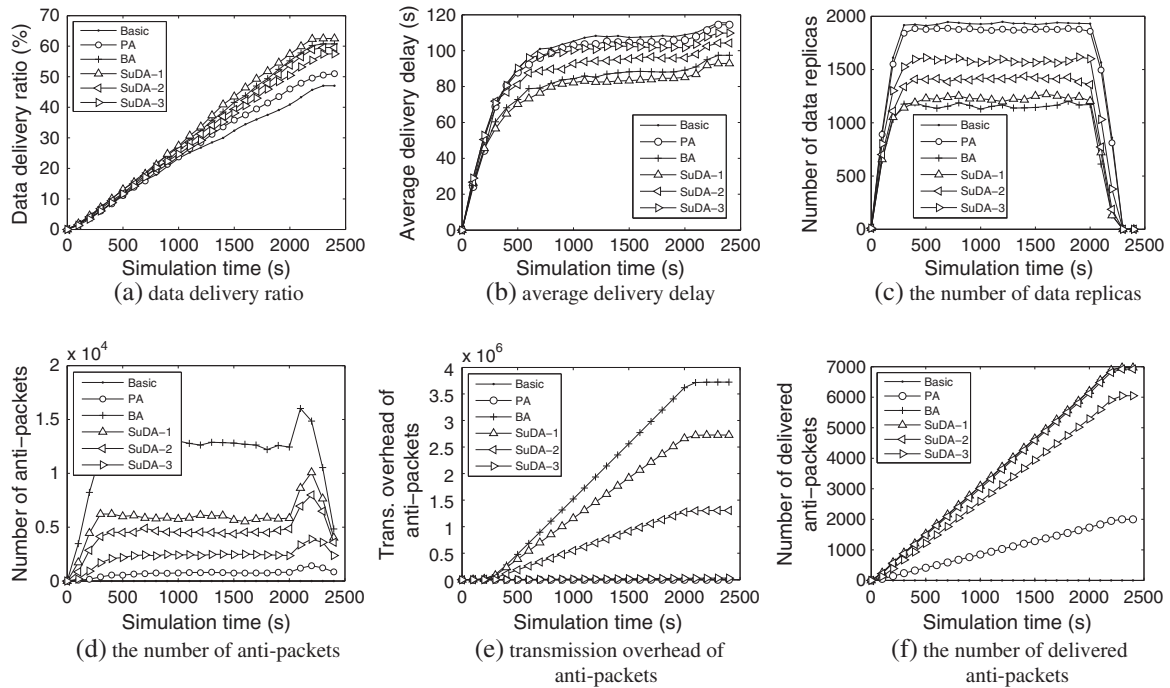 Data delivery ratio (%)
70
60
50
40
30
20
10
0
Basic
PA
BA
SuDA−1
SuDA−2
SuDA−3
0 500 1000 1500 2000 2500
Simulation time (s)
(a) data delivery ratio
Average delivery delay (s)
120
100
80
60
40
20
0
Basic
PA
BA
SuDA−1
SuDA−2
SuDA−3
0 500 1000 1500 2000 2500
Simulation time (s)
(b) average delivery delay
Number of data replicas
2000
1500
1000
500
0
Basic
PA
BA
SuDA−1
SuDA−2
SuDA−3
0 500 1000 1500 2000 2500
Simulation time (s)
(c) the number of data replicas
Number of anti−packets
x 10^4
2
1.5
1
0.5
0
Basic
PA
BA
SuDA−1
SuDA−2
SuDA−3
0 500 1000 1500 2000 2500
Simulation time (s)
(d) the number of anti-packets
Trans. overhead of
anti−packets
x 10^6
4
3.5
3
2.5
2
1.5
1
0.5
0
Basic
PA
BA
SuDA−1
SuDA−2
SuDA−3
0 500 1000 1500 2000 2500
Simulation time (s)
(e) transmission overhead of
anti-packets
Number of delivered
anti−packets
7000
6000
5000
4000
3000
2000
1000
0
Basic
PA
BA
SuDA−1
SuDA−2
SuDA−3
0 500 1000 1500 2000 2500
Simulation time (s)
(f) the number of delivered
anti-packets